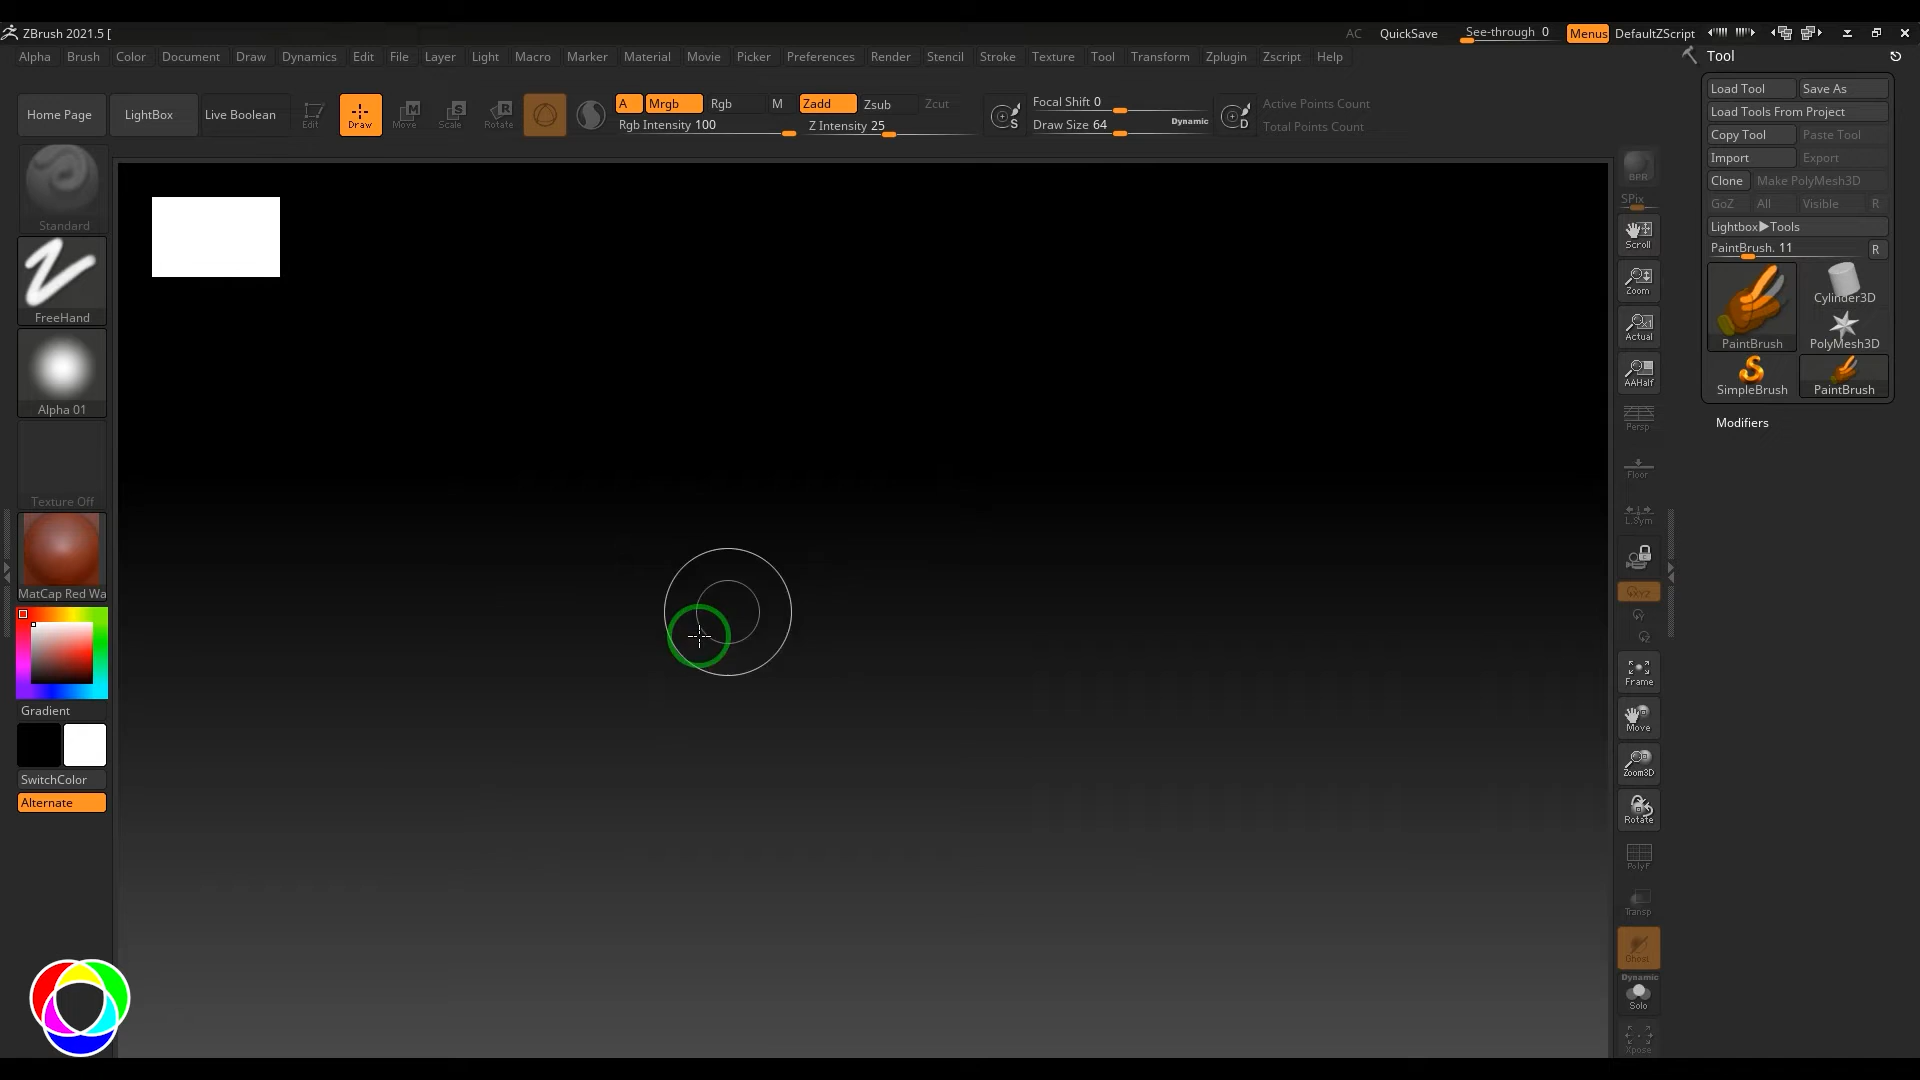 ZBrush 2021.5 [
AC QuickSave See-through 0 Menus DefaultZScript
Alpha Brush Color Document Draw Dynamics Edit File Layer Light Macro Marker Material Movie Picker Preferences Render Stencil Stroke Texture Tool Transform Zplugin Zscript Help
Home Page LightBox Live Boolean Edit Draw Move Scale Rotate
A Mrgb Rgb M Zadd Zsub Zcut
Rgb Intensity 100 Z Intensity 25
S Focal Shift 0
Draw Size 64 Dynamic D
Active Points Count
Total Points Count
Standard
FreeHand
Alpha 01
Texture Off
MatCap Red Wa
Gradient
SwitchColor
Alternate
BPR
SPix
Scroll
Zoom
Actual
AAHalf
Persp
Floor
L.Sym
XYZ
Frame
Move
Zoom3D
Rotate
PolyF
Transp
Ghost
Dynamic
Solo
Xpose
Tool
Load Tool Save As
Load Tools From Project
Copy Tool Paste Tool
Import Export
Clone Make PolyMesh3D
GoZ All Visible R
Lightbox▶Tools
PaintBrush. 11 R
PaintBrush Cylinder3D
PolyMesh3D
SimpleBrush PaintBrush
Modifiers